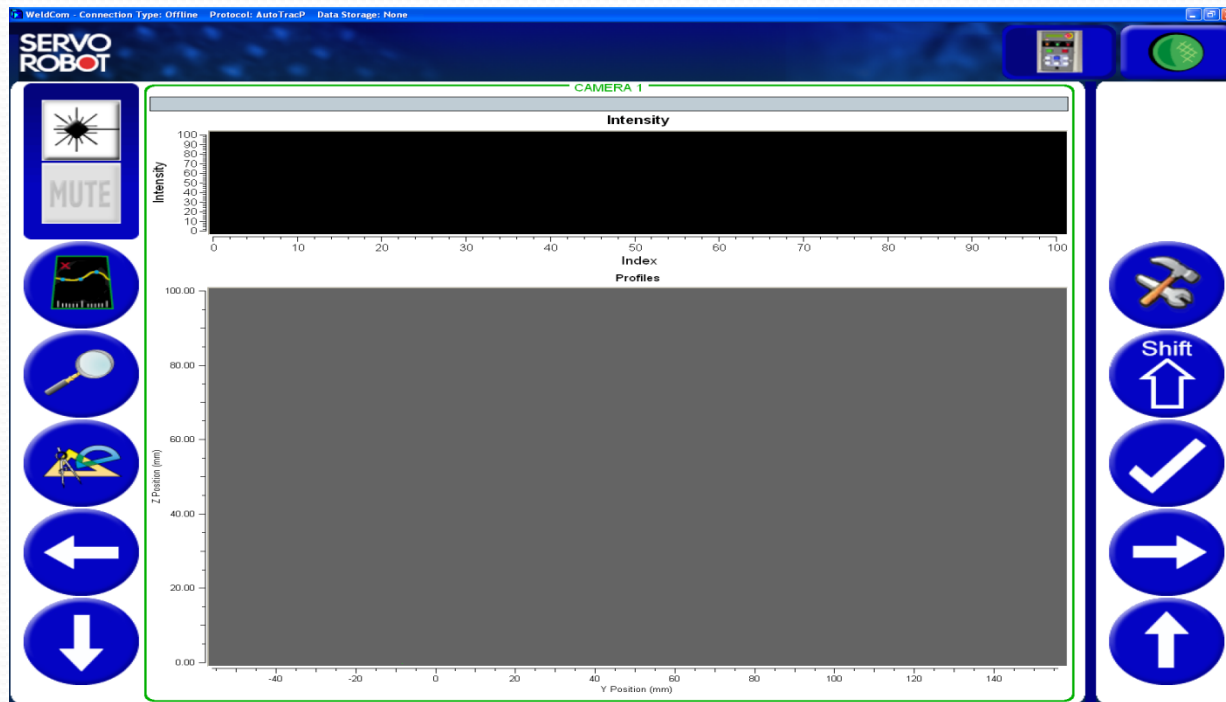 WeldCom - Connection Type: Offline Protocol: AutoTracP Data Storage: None
SERVO
ROBOT
CAMERA 1
MUTE
Intensity
Intensity
100
90
80
70
60
50
40
30
20
10
0
0 10 20 30 40 50 60 70 80 90 100
Index
Profiles
Z Position (mm)
100.00
80.00
60.00
40.00
20.00
0.00
-40 -20 0 20 40 60 80 100 120 140
Y Position (mm)
Shift